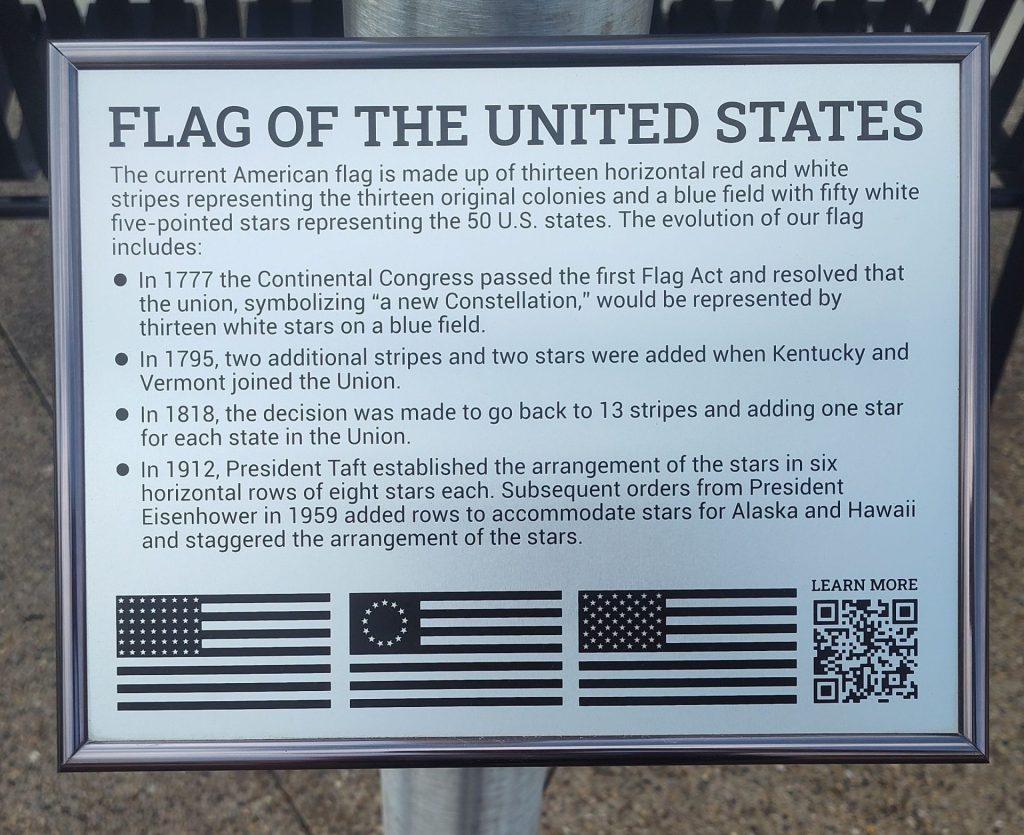 FLAG OF THE UNITED STATES
The current American flag is made up of thirteen horizontal red and white
stripes representing the thirteen original colonies and a blue field with fifty white
five-pointed stars representing the 50 U.S. states. The evolution of our flag
includes:
● In 1777 the Continental Congress passed the first Flag Act and resolved that
the union, symbolizing “a new Constellation,” would be represented by
thirteen white stars on a blue field.
● In 1795, two additional stripes and two stars were added when Kentucky and
Vermont joined the Union.
● In 1818, the decision was made to go back to 13 stripes and adding one star
for each state in the Union.
● In 1912, President Taft established the arrangement of the stars in six
horizontal rows of eight stars each. Subsequent orders from President
Eisenhower in 1959 added rows to accommodate stars for Alaska and Hawaii
and staggered the arrangement of the stars.
LEARN MORE